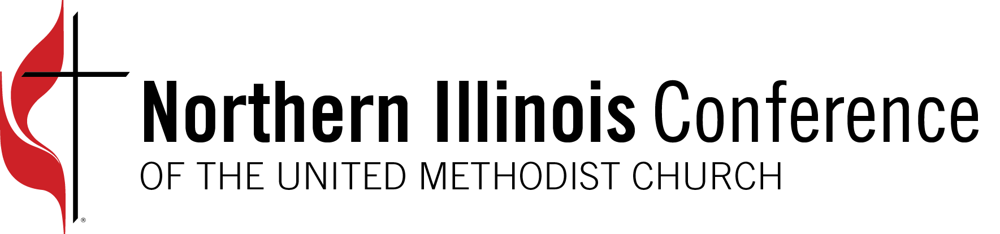 Northern Illinois Conference
OF THE UNITED METHODIST CHURCH
®